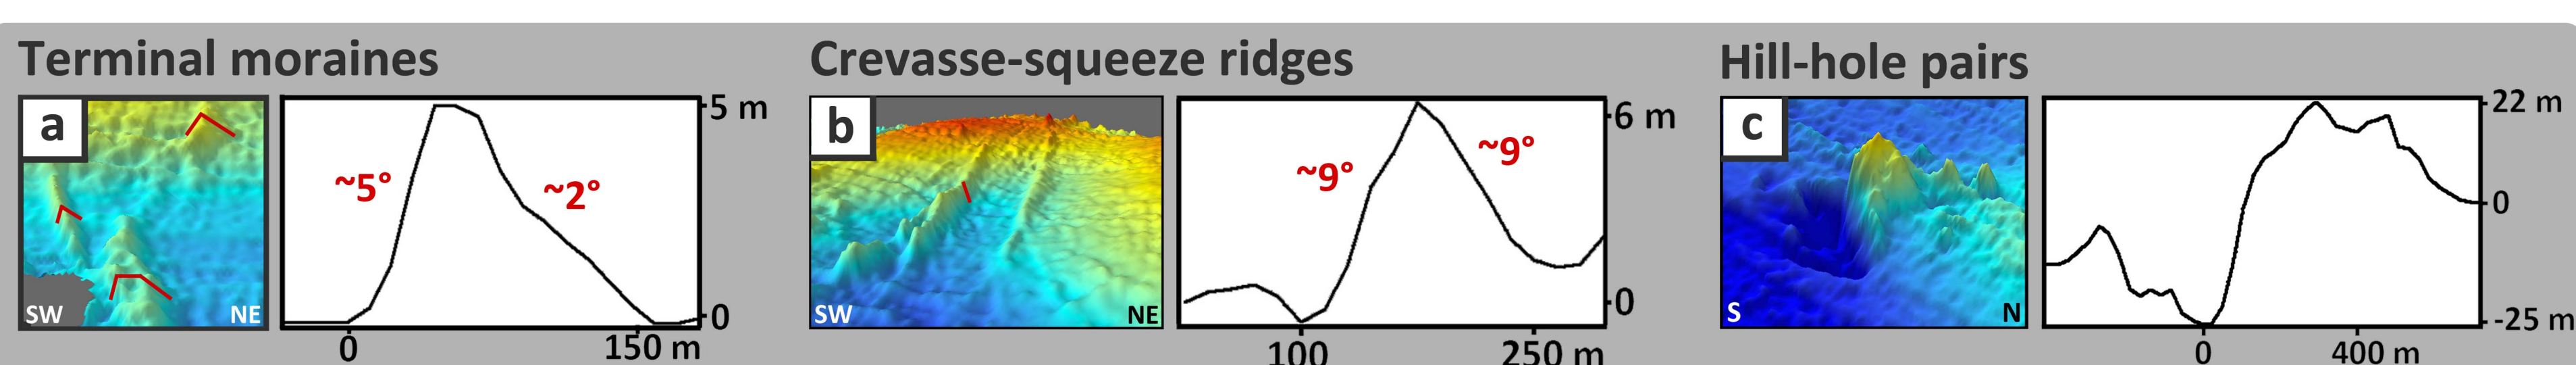 Terminal moraines
a
SW
NE
~5°
~2°
5 m
0
0
150 m
Crevasse-squeeze ridges
b
SW
NE
~9°
~9°
6 m
0
100
250 m
Hill-hole pairs
c
S
N
22 m
0
-25 m
0
400 m